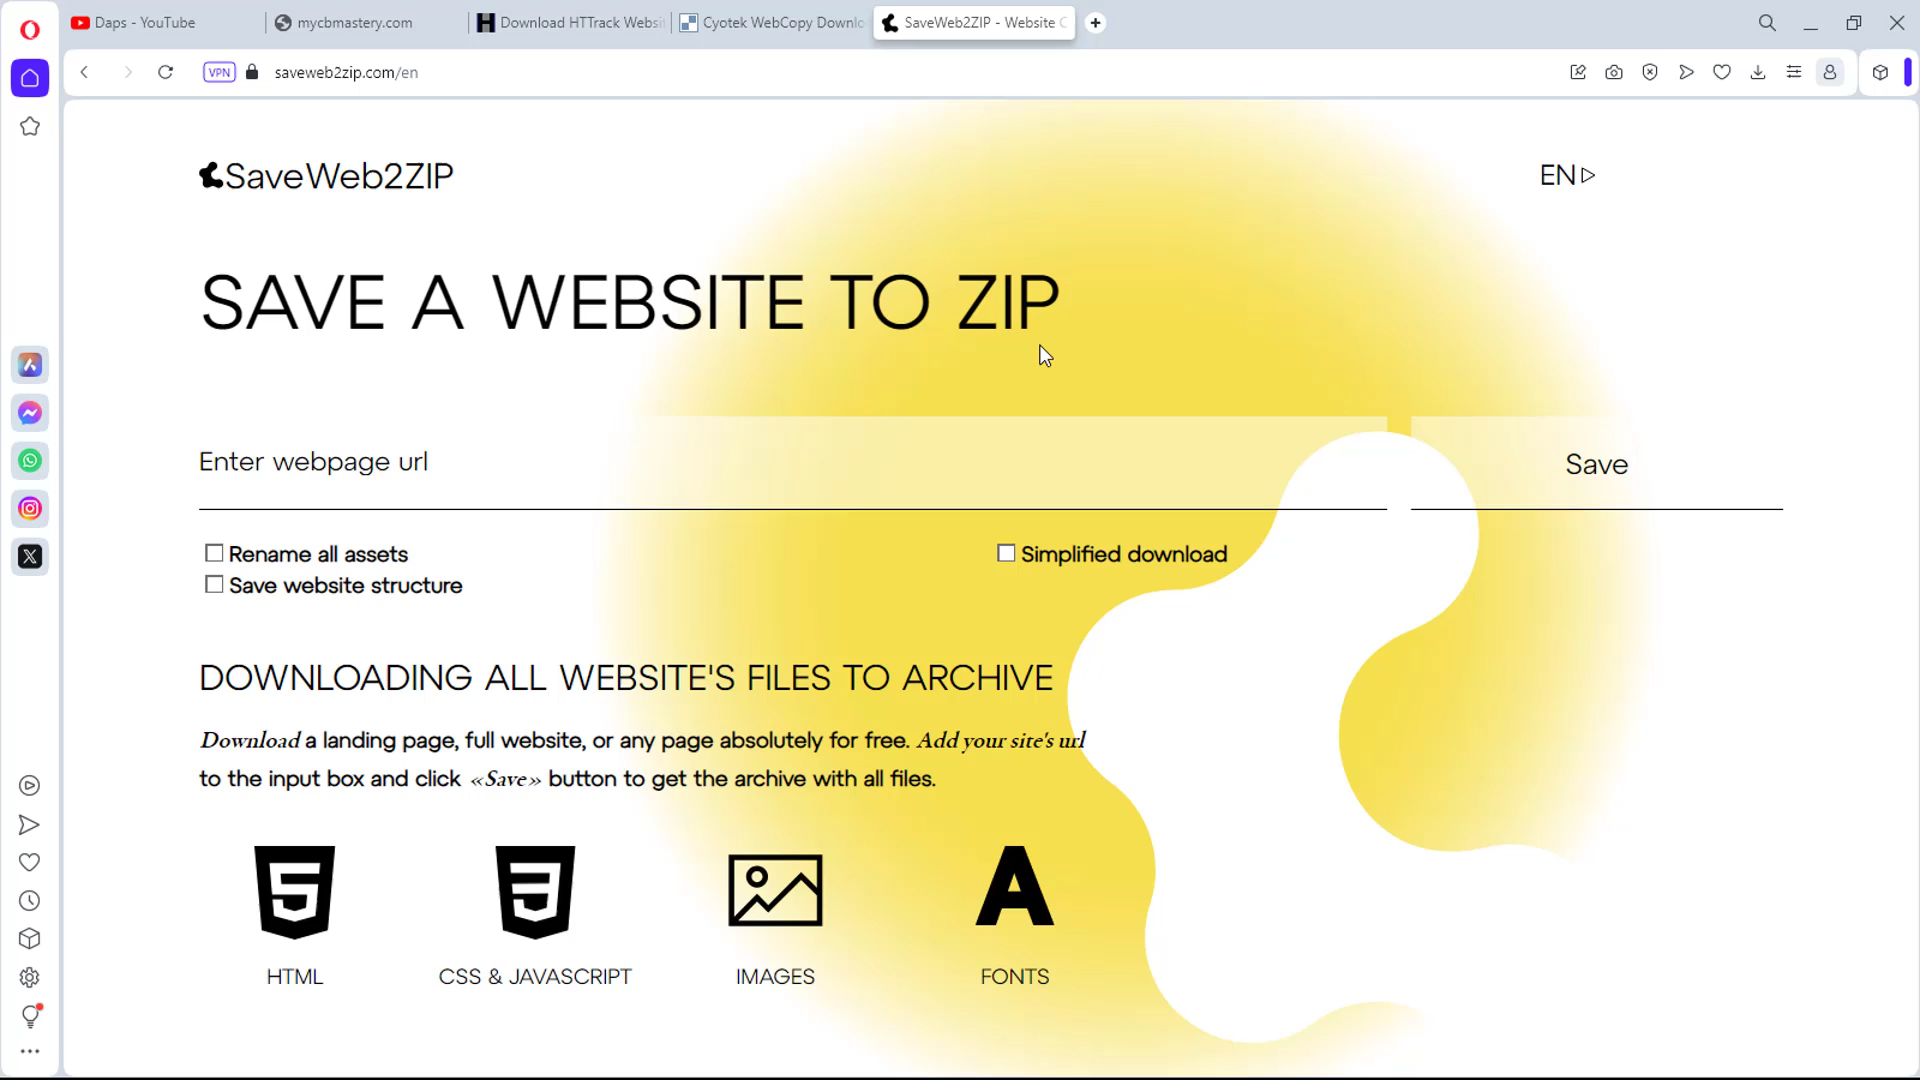 Daps - YouTube
mycbmastery.com
Download HTTrack Websi
Cyotek WebCopy Downlo
SaveWeb2ZIP - Website C
VPN
saveweb2zip.com/en
SaveWeb2ZIP
EN
SAVE A WEBSITE TO ZIP
Enter webpage url
Save
Rename all assets
Simplified download
Save website structure
DOWNLOADING ALL WEBSITE'S FILES TO ARCHIVE
Download a landing page, full website, or any page absolutely for free. Add your site's url
to the input box and click «Save» button to get the archive with all files.
HTML
CSS & JAVASCRIPT
IMAGES
FONTS